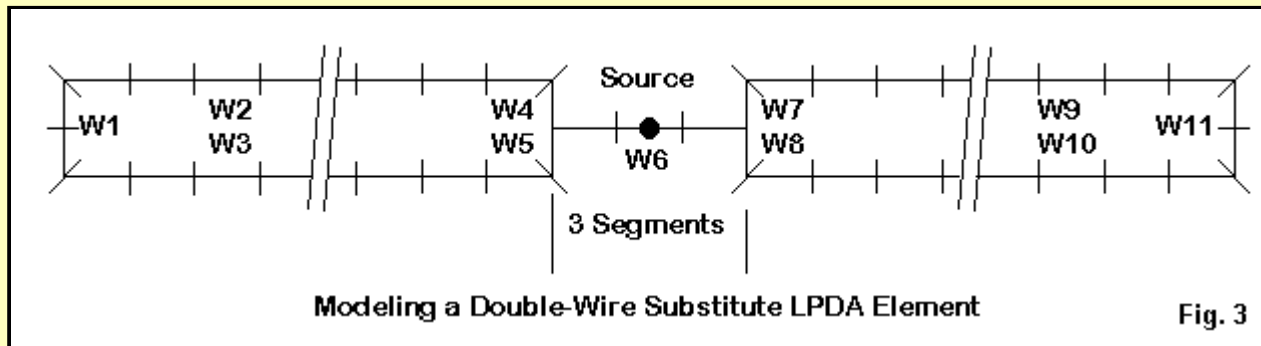 Source
W1
W2
W3
W4
W5
W6
W7
W8
W9
W10
W11
3 Segments
Modeling a Double-Wire Substitute LPDA Element
Fig. 3